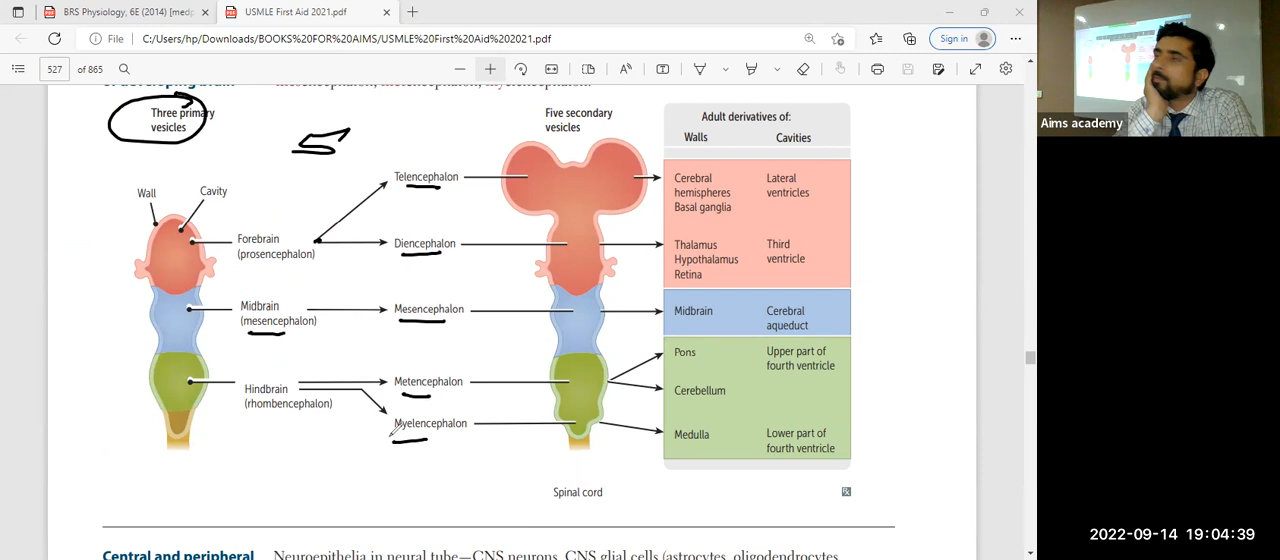 BRS Physiology, 6E (2014) [medp
USMLE First Aid 2021.pdf
File
C:/Users/hp/Downloads/BOOKS%20FOR%20AIMS/USMLE%20First%20Aid%202021.pdf
Sign in
527
of 865
of developing brain
Three primary
vesicles
5
Five secondary
vesicles
Adult derivatives of:
Walls
Cavities
Wall
Cavity
Telencephalon
Cerebral
hemispheres
Basal ganglia
Lateral
ventricles
Forebrain
(prosencephalon)
Diencephalon
Thalamus
Hypothalamus
Retina
Third
ventricle
Midbrain
(mesencephalon)
Mesencephalon
Midbrain
Cerebral
aqueduct
Hindbrain
(rhombencephalon)
Metencephalon
Pons
Upper part of
fourth ventricle
Cerebellum
Myelencephalon
Medulla
Lower part of
fourth ventricle
Spinal cord
Central and peripheral
Neuroepithelia in neural tube—CNS neurons, CNS glial cells (astrocytes, oligodendrocytes,
Aims academy
2022-09-14 19:04:39